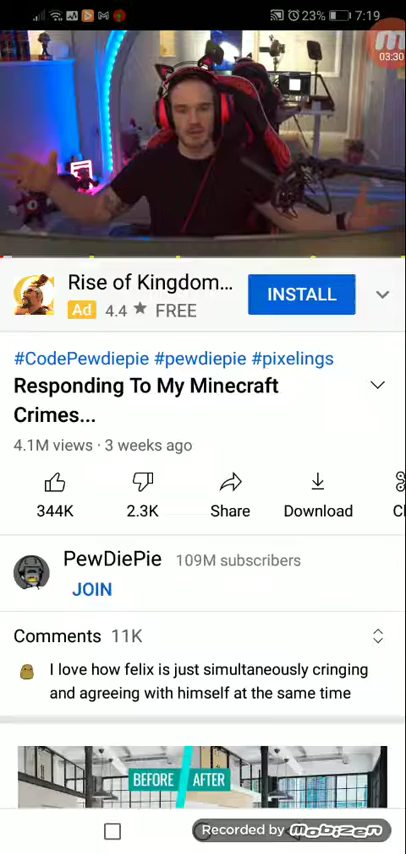 23% 7:19
03:30
Rise of Kingdom...
INSTALL
Ad 4.4 ★ FREE
#CodePewdiepie #pewdiepie #pixelings
Responding To My Minecraft
Crimes...
4.1M views · 3 weeks ago
344K 2.3K Share Download
PewDiePie 109M subscribers
JOIN
Comments 11K
I love how felix is just simultaneously cringing
and agreeing with himself at the same time
BEFORE AFTER
Recorded by mobizen